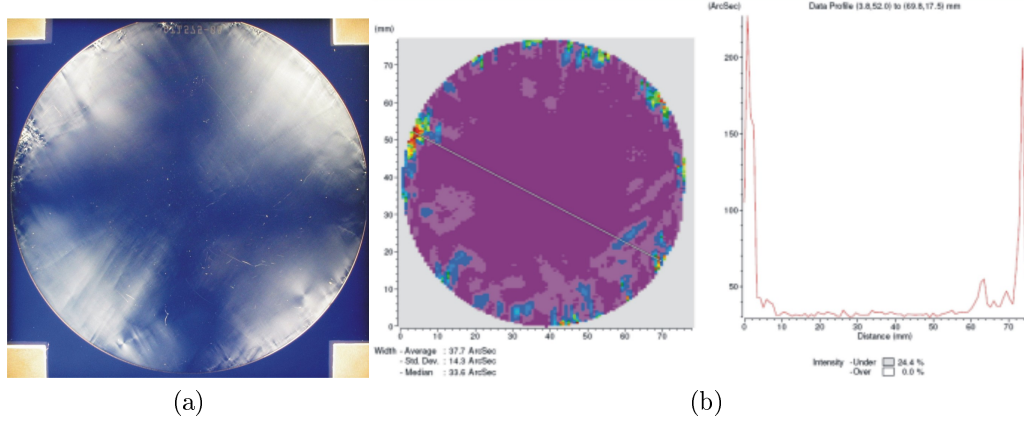 (ArcSec)
Data Profile (3.8,52.0) to (69.8,17.5) mm
(mm)
70
60
50
40
30
20
10
0
0
10
20
30
40
50
60
70
Width - Average : 37.7 ArcSec
- Std. Dev. : 14.3 ArcSec
- Median : 33.6 ArcSec
200
150
100
50
0
10
20
30
40
50
60
70
Distance (mm)
Intensity -Under 24.4 %
-Over 0.0 %
(a)
(b)